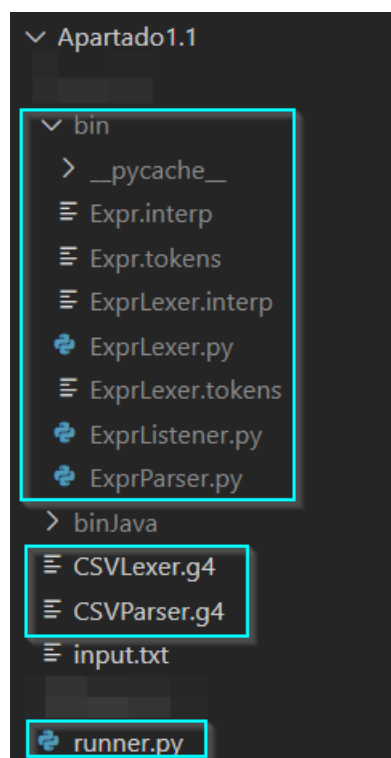 Apartado1.1
bin
__pycache__
Expr.interp
Expr.tokens
ExprLexer.interp
ExprLexer.py
ExprLexer.tokens
ExprListener.py
ExprParser.py
binJava
CSVLexer.g4
CSVParser.g4
input.txt
runner.py